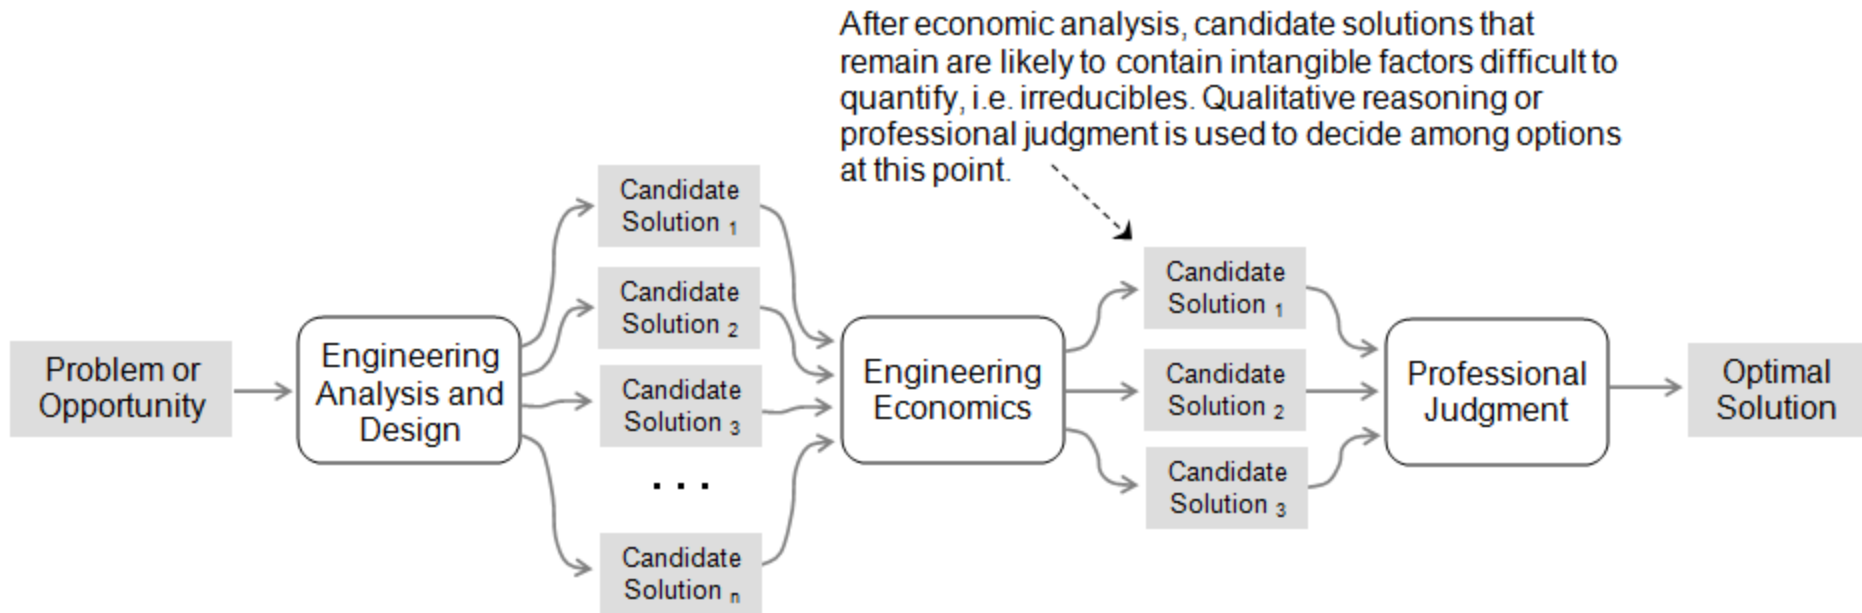 After economic analysis, candidate solutions that
remain are likely to contain intangible factors difficult to
quantify, i.e. irreducibles. Qualitative reasoning or
professional judgment is used to decide among options
at this point.
Problem or
Opportunity
Engineering
Analysis and
Design
Candidate
Solution 1
Candidate
Solution 2
Candidate
Solution 3
. . .
Candidate
Solution n
Engineering
Economics
Candidate
Solution 1
Candidate
Solution 2
Candidate
Solution 3
Professional
Judgment
Optimal
Solution